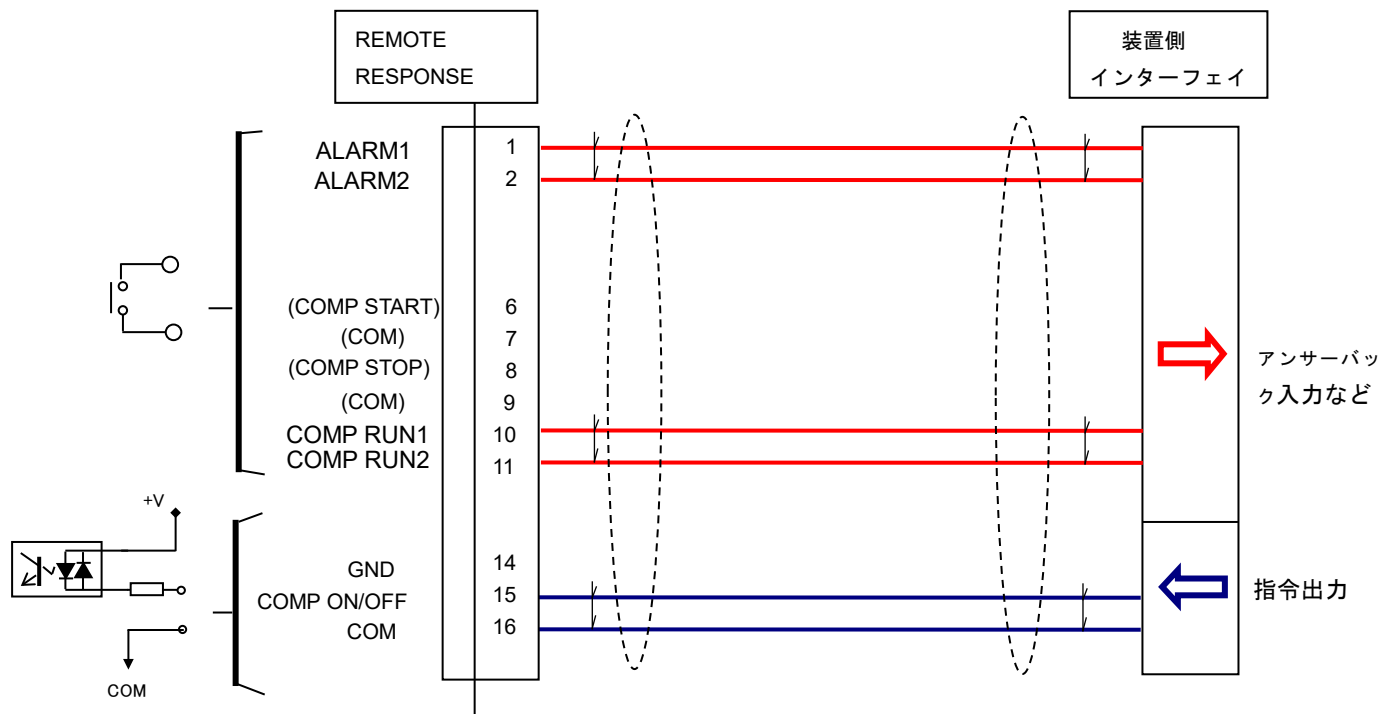 REMOTE
RESPONSE
装置側
インターフェイ
ALARM1 1
ALARM2 2
(COMP START) 6
(COM) 7
(COMP STOP) 8
(COM) 9
COMP RUN1 10
COMP RUN2 11
アンサーバッ
ク入力など
+V
GND 14
COMP ON/OFF 15
COM 16
指令出力
COM